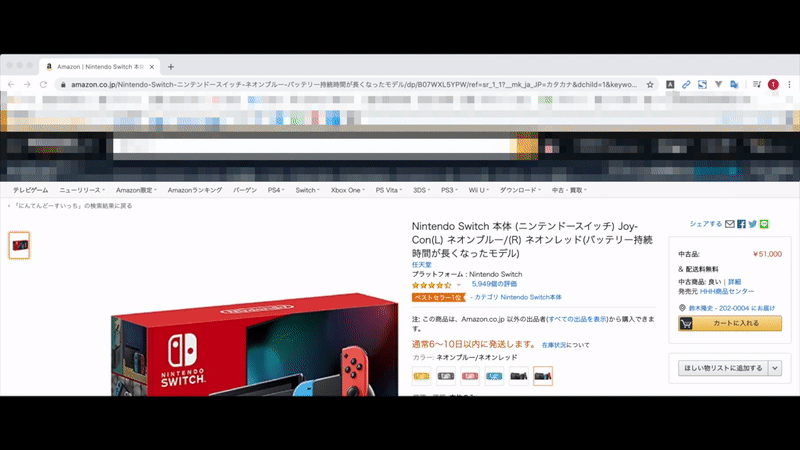 Amazon | Nintendo Switch 本体
amazon.co.jp/Nintendo-Switch-ニンテンドースイッチ-ネオンブルー-バッテリー持続時間が長くなったモデル/dp/B07WXL5YPW/ref=sr_1_1?__mk_ja_JP=カタカナ&dchild=1&keywo...
テレビゲーム ニューリリース Amazon限定 Amazonランキング バーゲン PS4 Switch Xbox One PS Vita 3DS PS3 Wii U ダウンロード 中古・買取
‹ 「にんてんどーすいっち」の検索結果に戻る
Nintendo Switch 本体 (ニンテンドースイッチ) Joy-
Con(L) ネオンブルー/(R) ネオンレッド(バッテリー持続
時間が長くなったモデル)
任天堂
プラットフォーム : Nintendo Switch
5,949個の評価
ベストセラー1位 - カテゴリ Nintendo Switch本体
注: この商品は、Amazon.co.jp 以外の出品者(すべての出品を表示)から購入できま
す。
通常6~10日以内に発送します。 在庫状況について
カラー: ネオンブルー/ネオンレッド
NINTENDO
SWITCH
シェアする
中古品: ¥51,000
& 配送料無料
中古商品: 良い | 詳細
発売元 HHH商品センター
鈴木隆史 - 202-0004 にお届け
カートに入れる
ほしい物リストに追加する